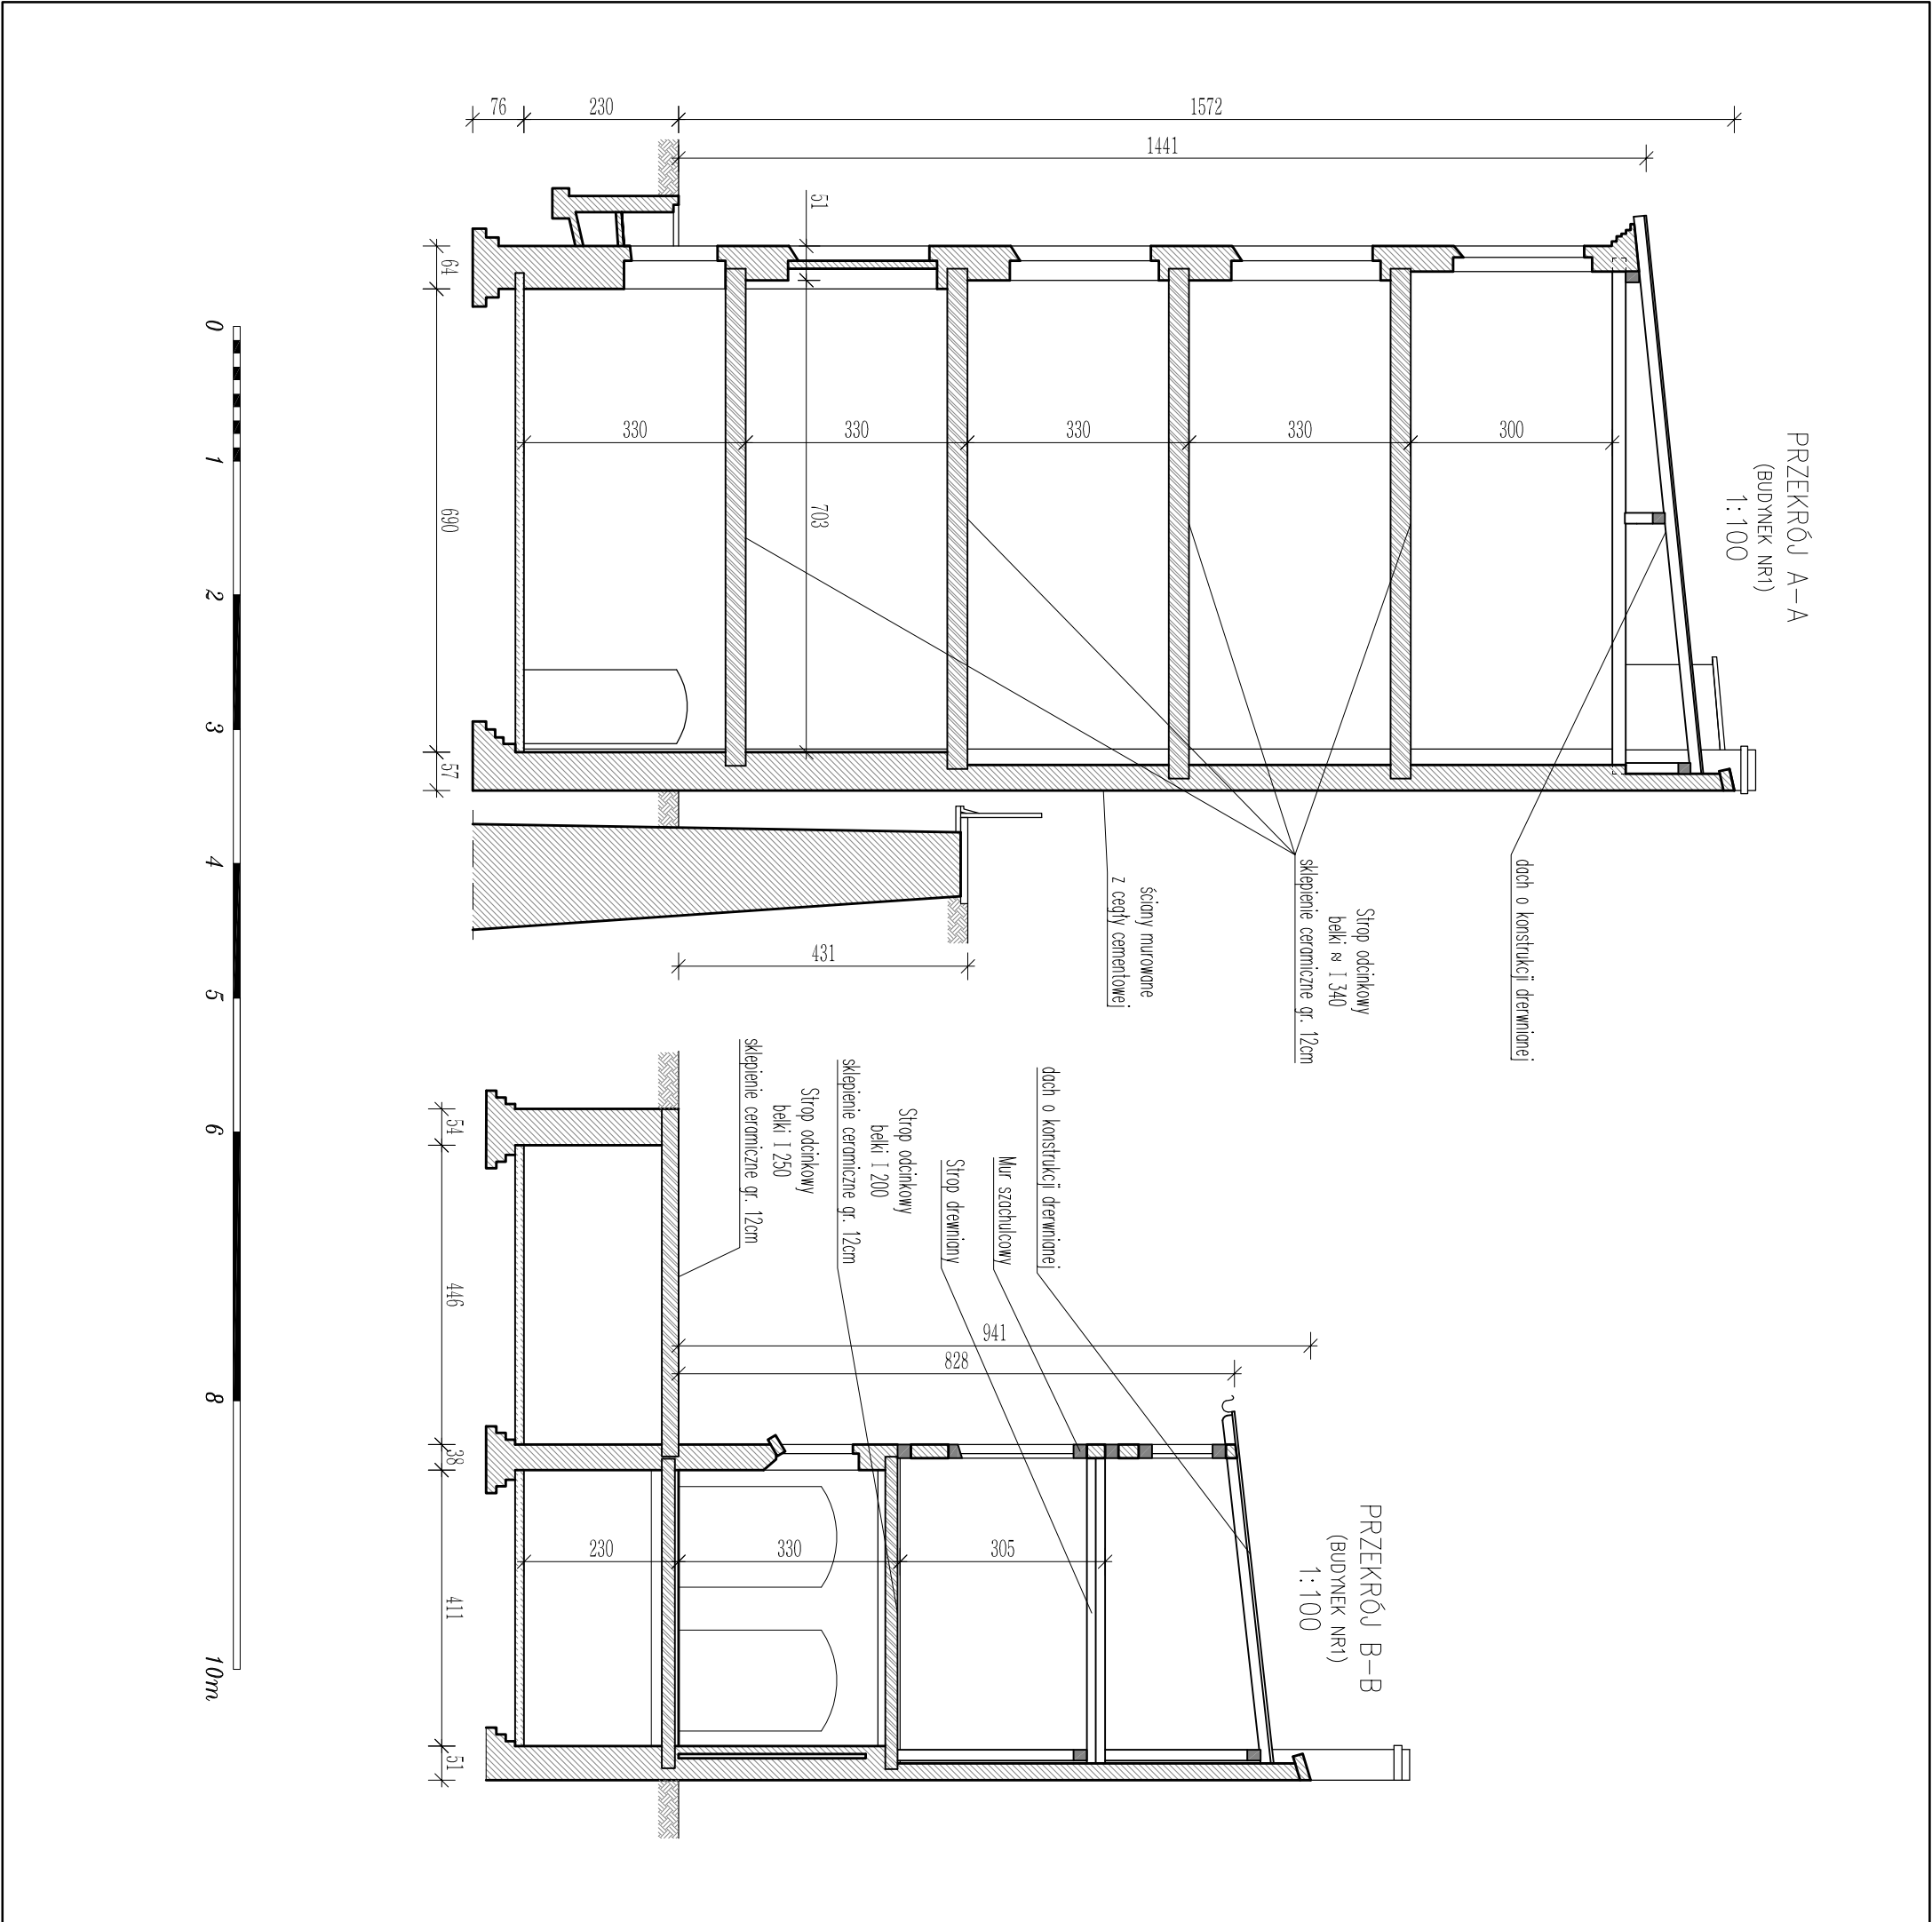 PRZEKRÓJ A-A
(BUDYNEK NR1)
1:100
dach o konstrukcji drerwnianej
Strop odcinkowy
belki ≈ I 340
sklepienie ceramiczne gr. 12cm
ściany murowane
z cegły cementowej
1572
1441
230
76
51
703
300
330
330
330
330
431
64
690
57
PRZEKRÓJ B-B
(BUDYNEK NR1)
1:100
dach o konstrukcji drerwnianej
Mur szachulcowy
Strop drewniany
Strop odcinkowy
belki I 200
sklepienie ceramiczne gr. 12cm
Strop odcinkowy
belki I 250
sklepienie ceramiczne gr. 12cm
941
828
305
330
230
54
446
38
411
51
0
1
2
3
4
5
6
8
10m